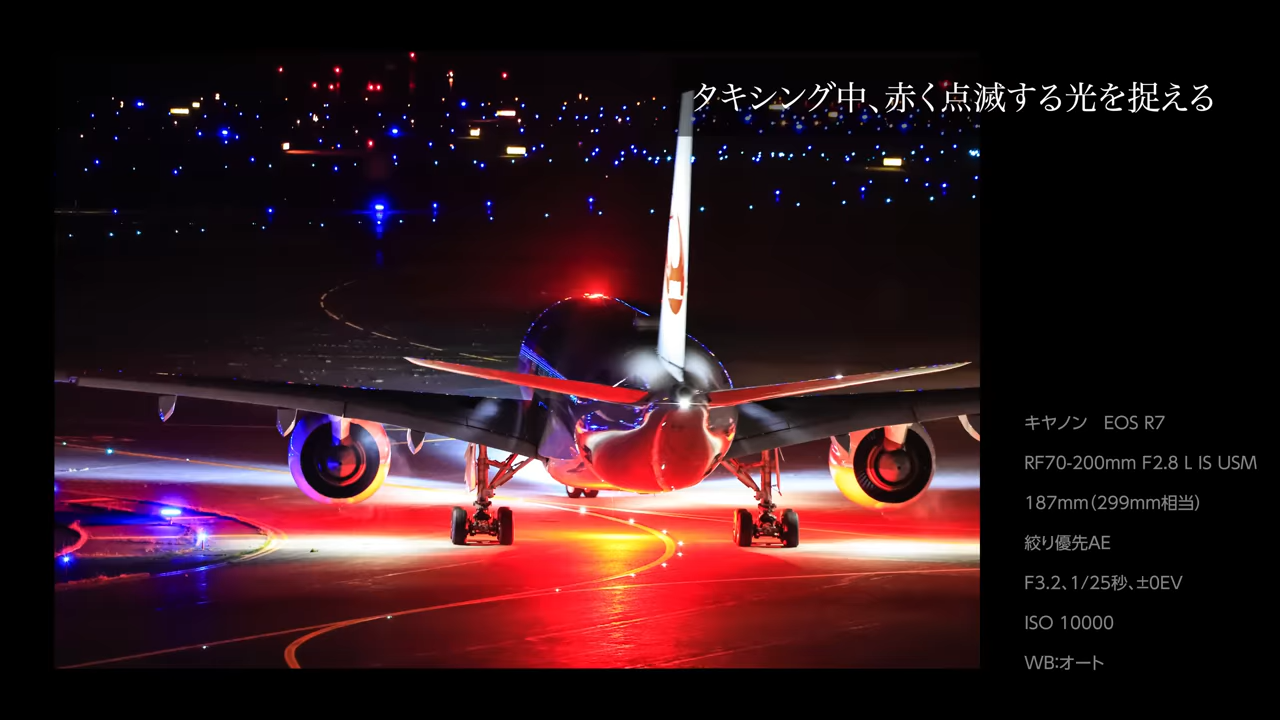 タキシング中、赤く点滅する光を捉える
キヤノン　EOS R7
RF70-200mm F2.8 L IS USM
187mm（299mm相当）
絞り優先AE
F3.2、1/25秒、±0EV
ISO 10000
WB:オート